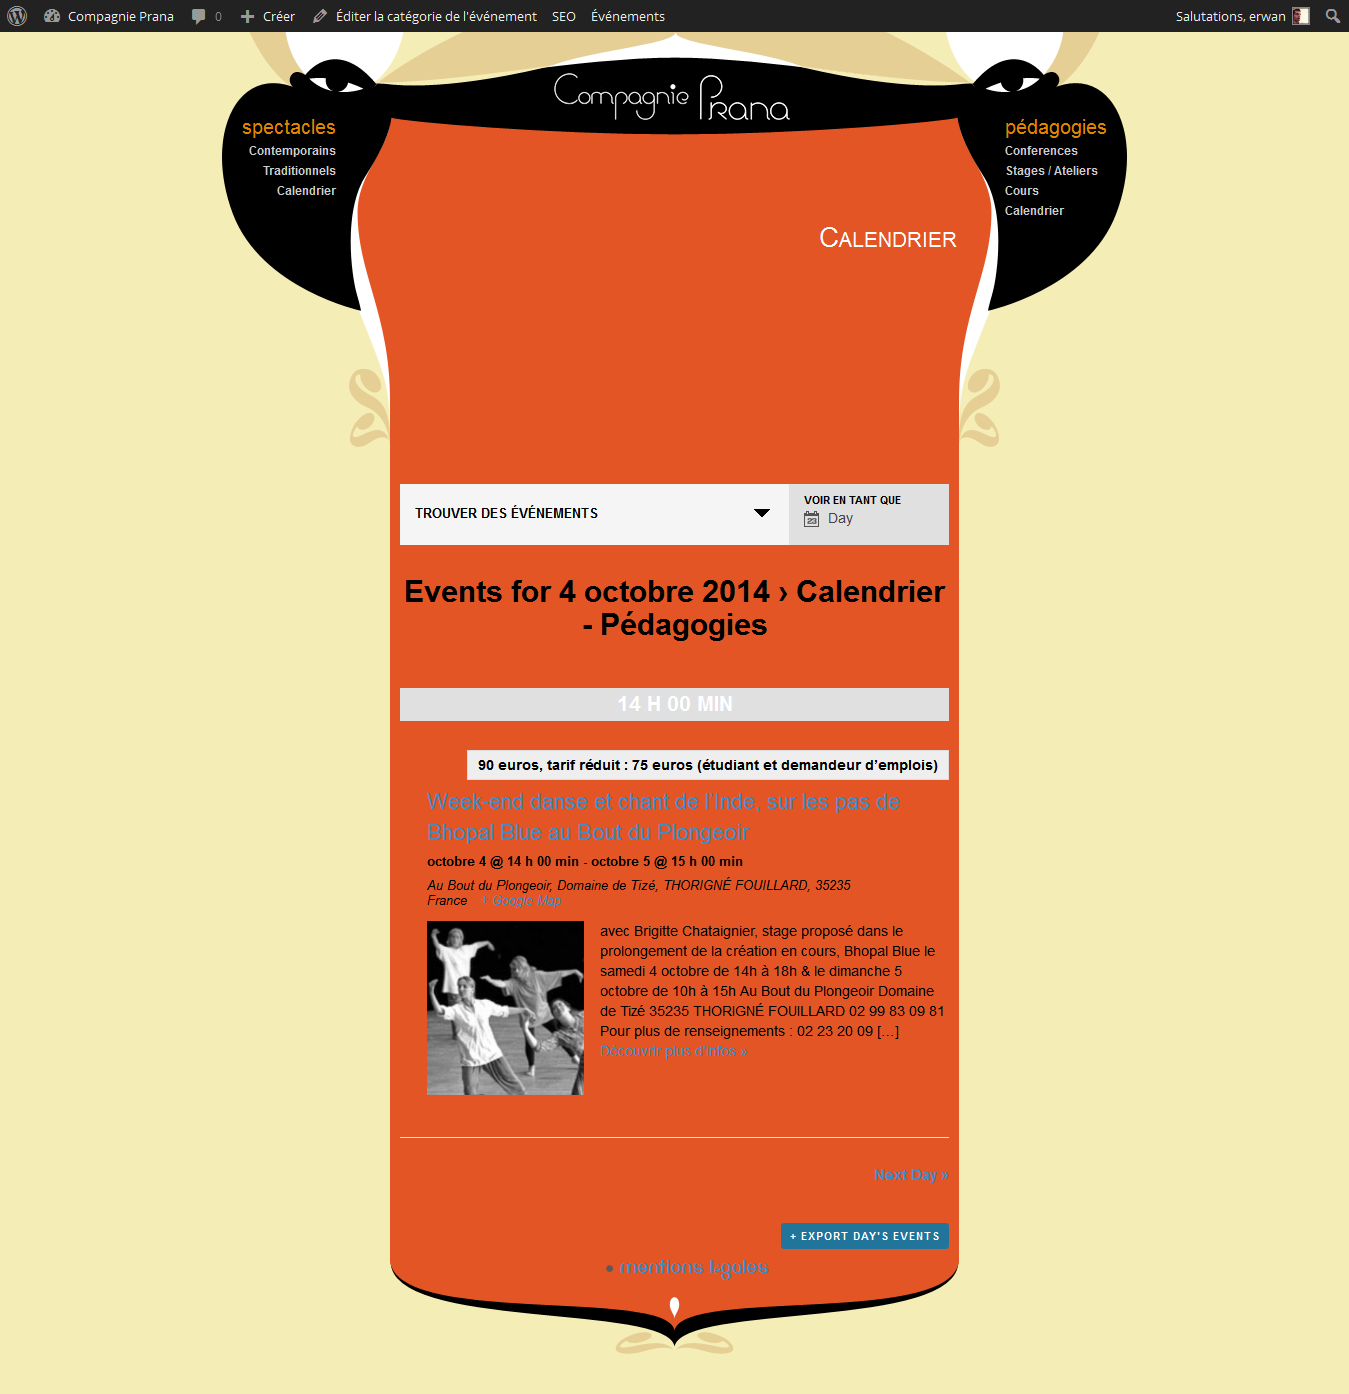 Compagnie Prana 0 Créer Éditer la catégorie de l'événement SEO Événements Salutations, erwan
Compagnie Prana
spectacles
Contemporains
Traditionnels
Calendrier
pédagogies
Conferences
Stages / Ateliers
Cours
Calendrier
Calendrier
TROUVER DES ÉVÉNEMENTS
VOIR EN TANT QUE
23 Day
Events for 4 octobre 2014 › Calendrier
- Pédagogies
14 H 00 MIN
90 euros, tarif réduit : 75 euros (étudiant et demandeur d’emplois)
Week-end danse et chant de l’Inde, sur les pas de
Bhopal Blue au Bout du Plongeoir
octobre 4 @ 14 h 00 min - octobre 5 @ 15 h 00 min
Au Bout du Plongeoir, Domaine de Tizé, THORIGNÉ FOUILLARD, 35235
France + Google Map
avec Brigitte Chataignier, stage proposé dans le
prolongement de la création en cours, Bhopal Blue le
samedi 4 octobre de 14h à 18h & le dimanche 5
octobre de 10h à 15h Au Bout du Plongeoir Domaine
de Tizé 35235 THORIGNÉ FOUILLARD 02 99 83 09 81
Pour plus de renseignements : 02 23 20 09 [...]
Découvrir plus d'infos »
Next Day »
+ EXPORT DAY'S EVENTS
• mentions légales